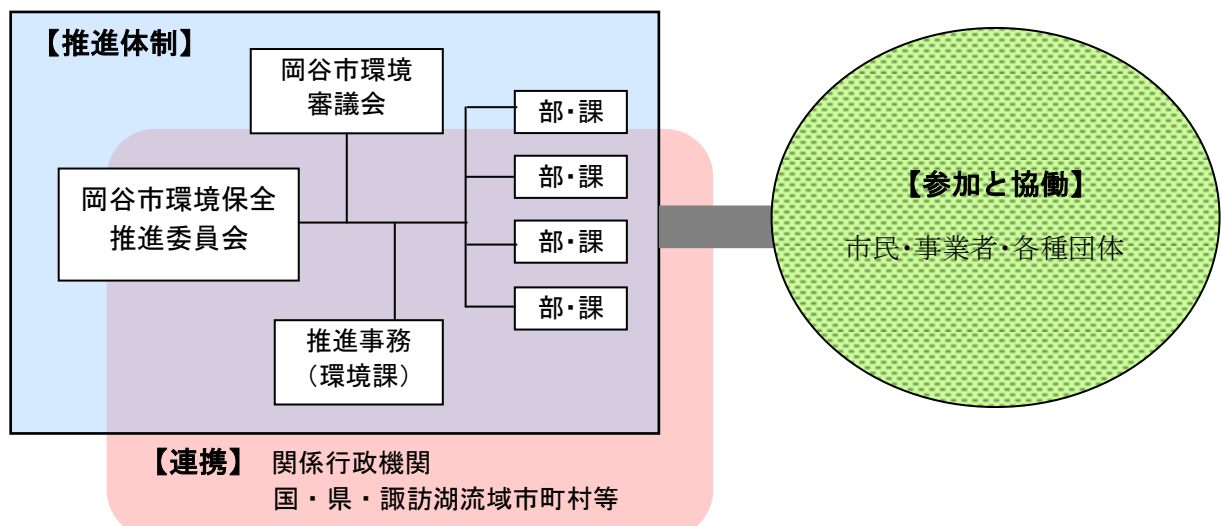 【推進体制】
岡谷市環境
審議会
部・課
部・課
部・課
部・課
岡谷市環境保全
推進委員会
推進事務
（環境課）
【連携】 関係行政機関
国・県・諏訪湖流域市町村等
【参加と協働】
市民・事業者・各種団体